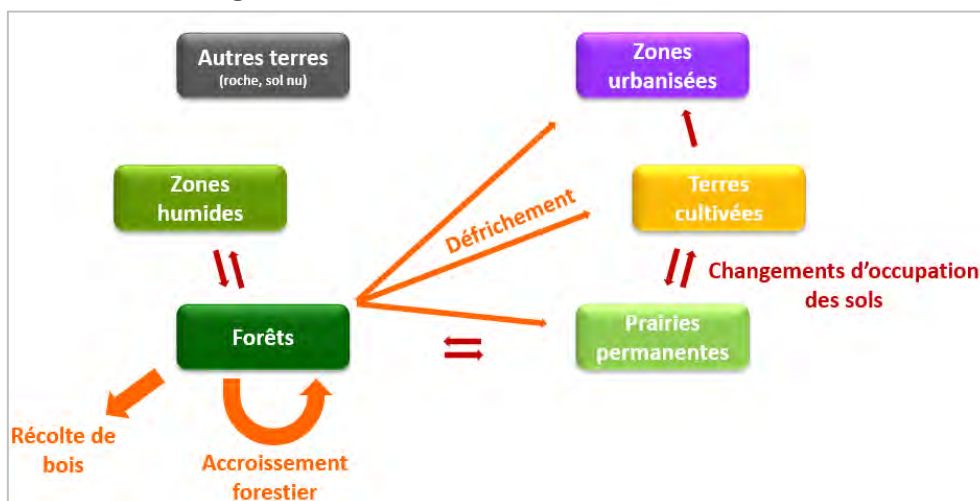 Autres terres
(roche, sol nu)
Zones
urbanisées
Zones
humides
Terres
cultivées
Défrichement
Changements d'occupation
des sols
Forêts
Prairies
permanentes
Récolte de
bois
Accroissement
forestier